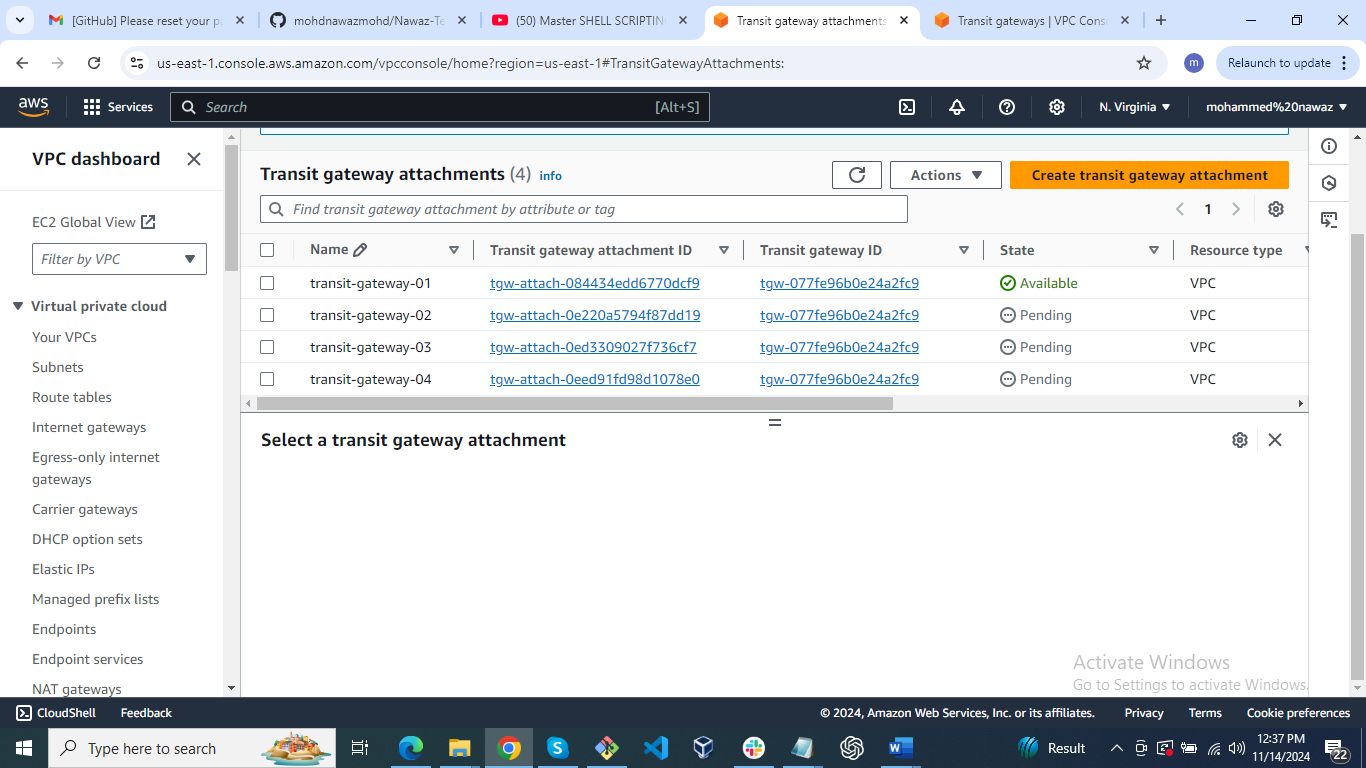 [GitHub] Please reset your pa
mohdnawazmohd/Nawaz-Te
(50) Master SHELL SCRIPTIN
Transit gateway attachments
Transit gateways | VPC Cons
us-east-1.console.aws.amazon.com/vpcconsole/home?region=us-east-1#TransitGatewayAttachments:
m
Relaunch to update
aws
Services
Search
[Alt+S]
N. Virginia
mohammed%20nawaz
VPC dashboard
EC2 Global View
Filter by VPC
Virtual private cloud
Your VPCs
Subnets
Route tables
Internet gateways
Egress-only internet
gateways
Carrier gateways
DHCP option sets
Elastic IPs
Managed prefix lists
Endpoints
Endpoint services
NAT gateways
Transit gateway attachments (4) info
Actions
Create transit gateway attachment
Find transit gateway attachment by attribute or tag
1
Name Transit gateway attachment ID Transit gateway ID State Resource type
transit-gateway-01 tgw-attach-084434edd6770dcf9 tgw-077fe96b0e24a2fc9 Available VPC
transit-gateway-02 tgw-attach-0e220a5794f87dd19 tgw-077fe96b0e24a2fc9 Pending VPC
transit-gateway-03 tgw-attach-0ed3309027f736cf7 tgw-077fe96b0e24a2fc9 Pending VPC
transit-gateway-04 tgw-attach-0eed91fd98d1078e0 tgw-077fe96b0e24a2fc9 Pending VPC
Select a transit gateway attachment
Activate Windows
Go to Settings to activate Windows.
CloudShell
Feedback
© 2024, Amazon Web Services, Inc. or its affiliates.
Privacy
Terms
Cookie preferences
Type here to search
Result
12:37 PM
11/14/2024
22